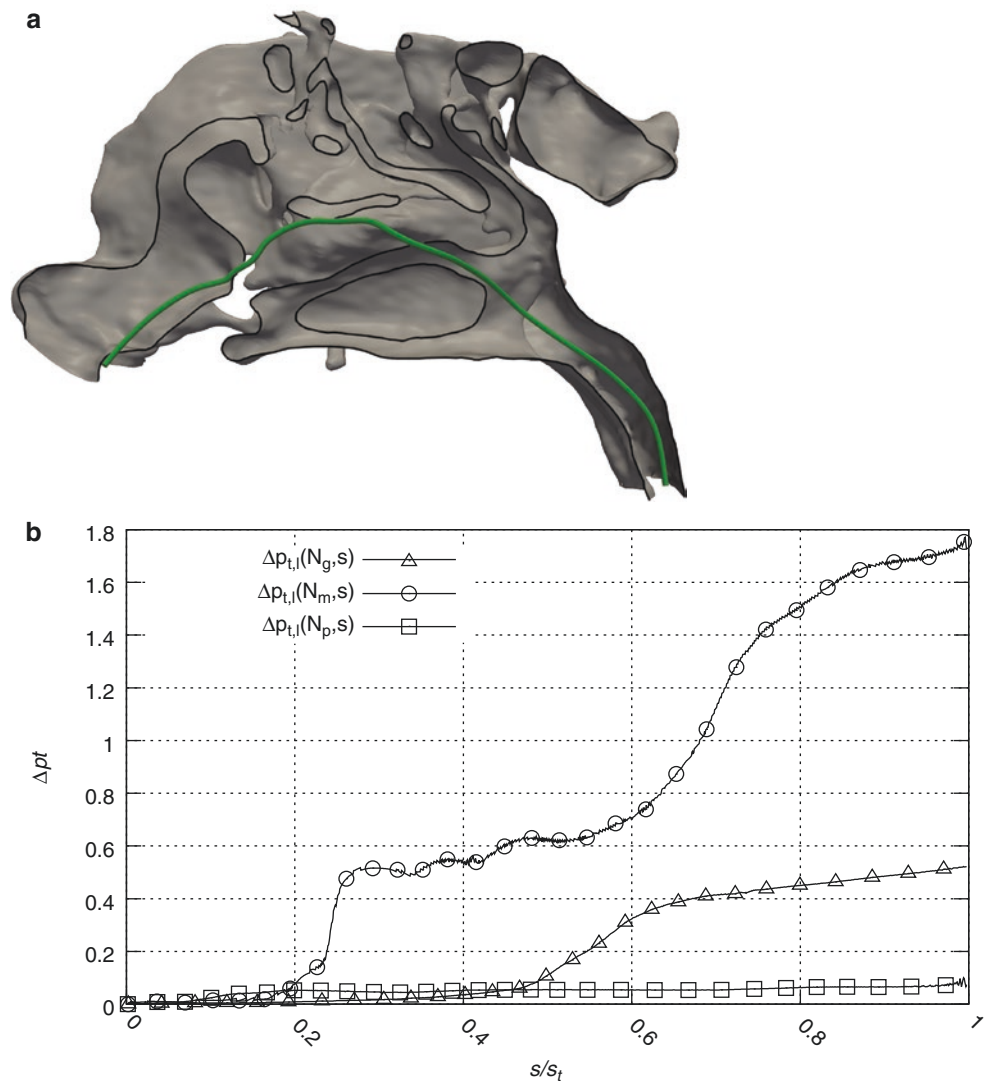 a
b
1.8
1.6
1.4
1.2
1
0.8
0.6
0.4
0.2
0
Δpt
Δp_{t,l}(N_g,s)
Δp_{t,l}(N_m,s)
Δp_{t,l}(N_p,s)
0 0.2 0.4 0.6 0.8 1
s/s_t